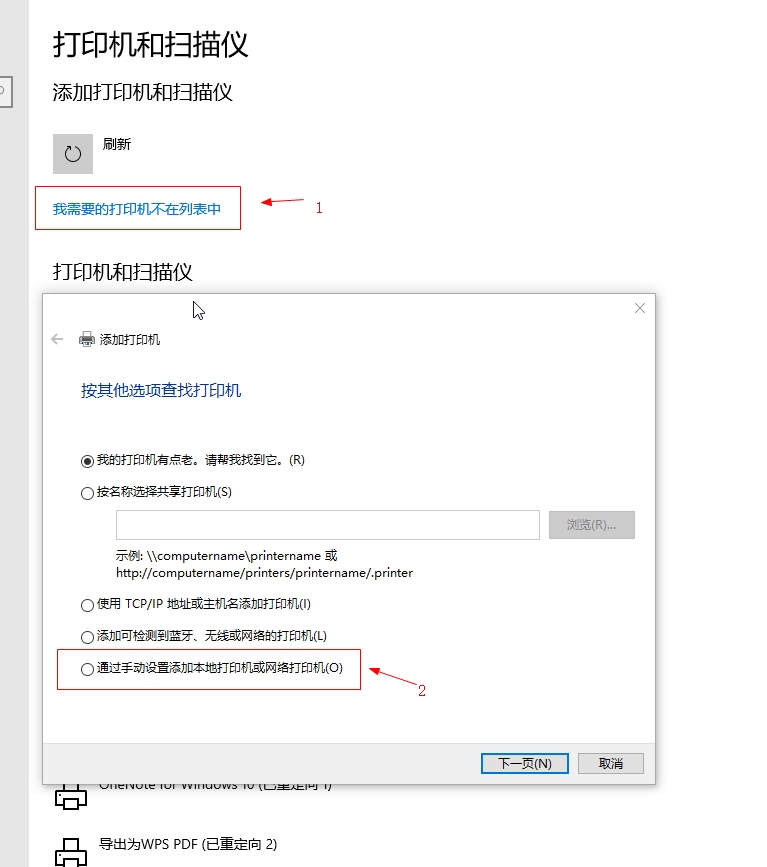 打印机和扫描仪
添加打印机和扫描仪
刷新
我需要的打印机不在列表中
1
打印机和扫描仪
添加打印机
按其他选项查找打印机
我的打印机有点老。请帮我找到它。(R)
按名称选择共享打印机(S)
浏览(R)...
示例: \\computername\printername 或
http://computername/printers/printername/.printer
使用 TCP/IP 地址或主机名添加打印机(I)
添加可检测到蓝牙、无线或网络的打印机(L)
通过手动设置添加本地打印机或网络打印机(O)
2
下一页(N)
取消
OneNote for Windows 10 (已重定向 1)
导出为WPS PDF (已重定向 2)